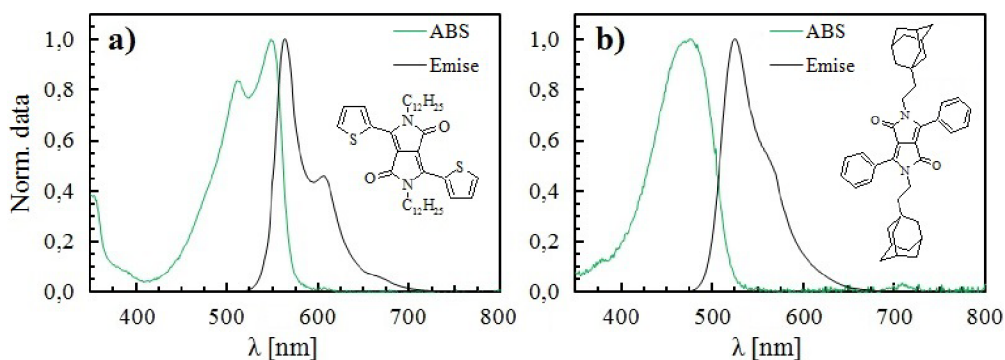 a)
ABS
Emise
Norm. data
1,0
0,8
0,6
0,4
0,2
0,0
400
500
600
700
800
λ [nm]
C₁₂H₂₅
N
O
S
O
N
C₁₂H₂₅
S
b)
ABS
Emise
1,0
0,8
0,6
0,4
0,2
0,0
400
500
600
700
800
λ [nm]
N
O
O
N